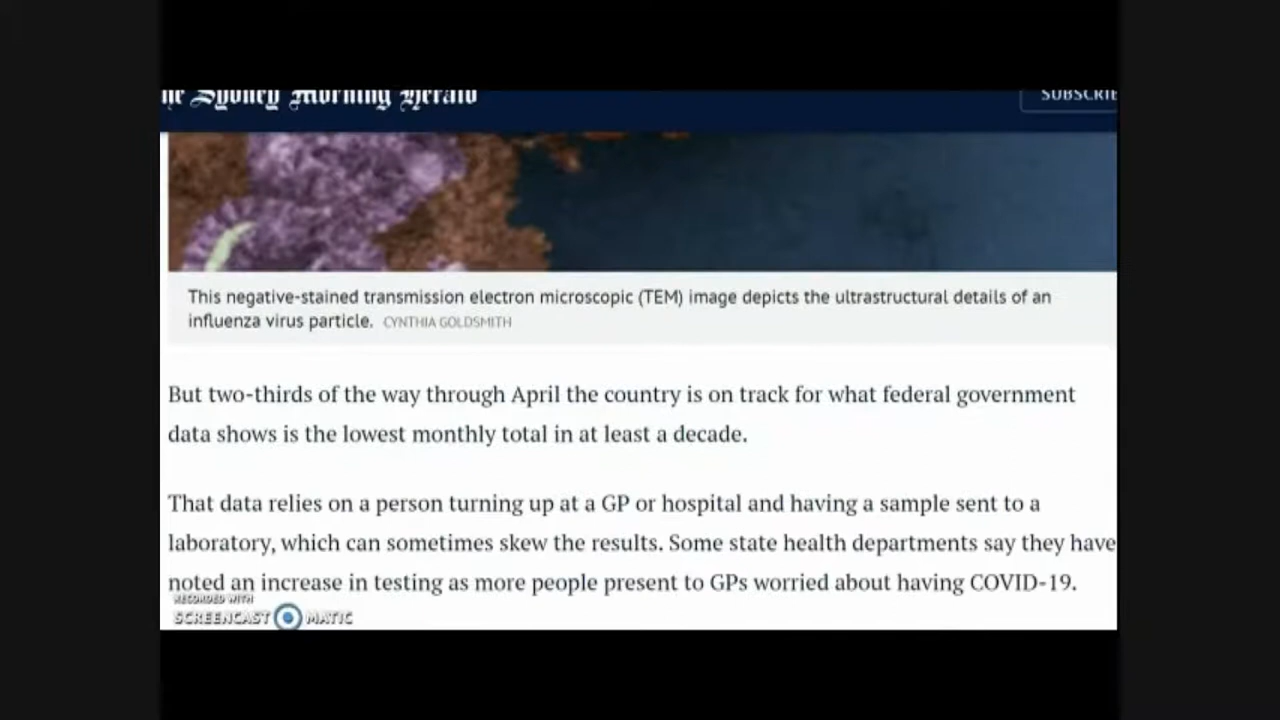 The Sydney Morning Herald
SUBSCRIBE
This negative-stained transmission electron microscopic (TEM) image depicts the ultrastructural details of an
influenza virus particle. CYNTHIA GOLDSMITH
But two-thirds of the way through April the country is on track for what federal government
data shows is the lowest monthly total in at least a decade.
That data relies on a person turning up at a GP or hospital and having a sample sent to a
laboratory, which can sometimes skew the results. Some state health departments say they have
noted an increase in testing as more people present to GPs worried about having COVID-19.
RECORDED WITH
SCREENCAST MATIC